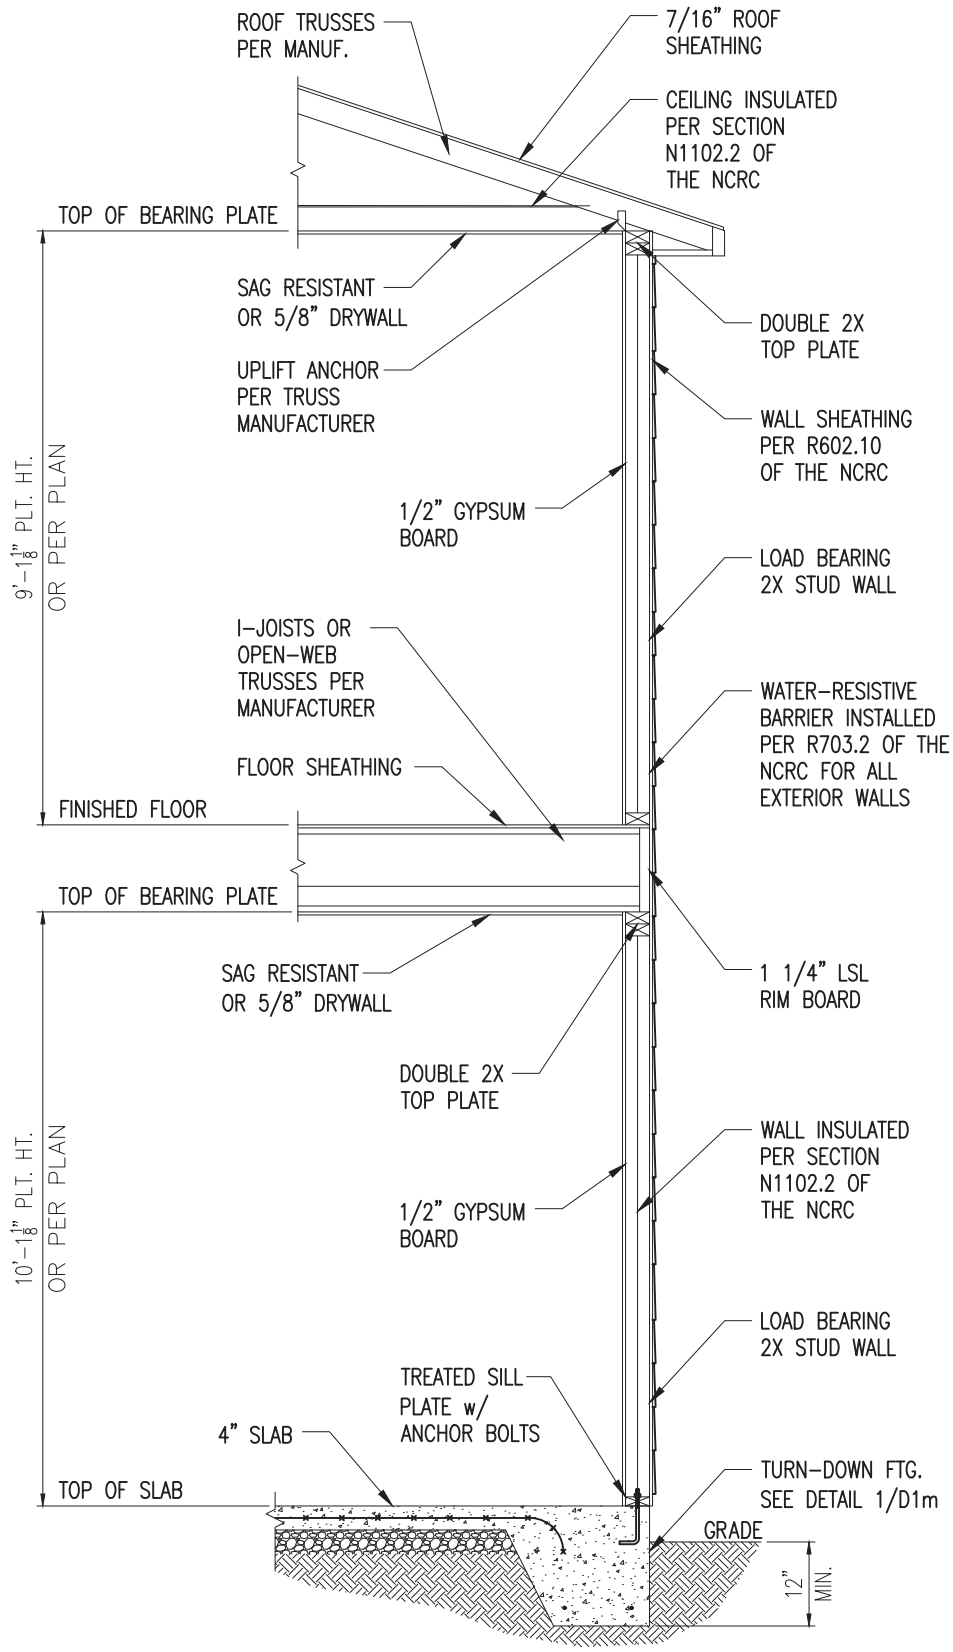 ROOF TRUSSES
PER MANUF.
7/16" ROOF
SHEATHING
CEILING INSULATED
PER SECTION
N1102.2 OF
THE NCRC
TOP OF BEARING PLATE
SAG RESISTANT
OR 5/8" DRYWALL
DOUBLE 2X
TOP PLATE
UPLIFT ANCHOR
PER TRUSS
MANUFACTURER
WALL SHEATHING
PER R602.10
OF THE NCRC
9'-1 1/8" PLT. HT.
OR PER PLAN
1/2" GYPSUM
BOARD
LOAD BEARING
2X STUD WALL
I-JOISTS OR
OPEN-WEB
TRUSSES PER
MANUFACTURER
WATER-RESISTIVE
BARRIER INSTALLED
PER R703.2 OF THE
NCRC FOR ALL
EXTERIOR WALLS
FLOOR SHEATHING
FINISHED FLOOR
TOP OF BEARING PLATE
SAG RESISTANT
OR 5/8" DRYWALL
1 1/4" LSL
RIM BOARD
DOUBLE 2X
TOP PLATE
WALL INSULATED
PER SECTION
N1102.2 OF
THE NCRC
10'-1 1/8" PLT. HT.
OR PER PLAN
1/2" GYPSUM
BOARD
LOAD BEARING
2X STUD WALL
TREATED SILL
PLATE w/
ANCHOR BOLTS
4" SLAB
TOP OF SLAB
TURN-DOWN FTG.
SEE DETAIL 1/D1m
GRADE
12"
MIN.